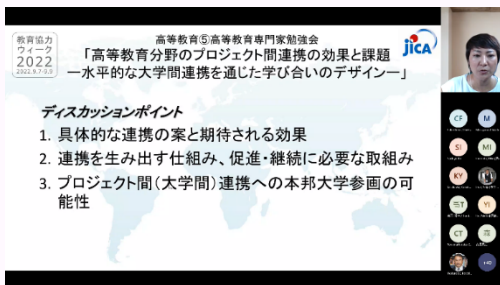 教育協力
ウィーク
2022
2022.9.7-9.9
高等教育⑤高等教育専門家勉強会
「高等教育分野のプロジェクト間連携の効果と課題
―水平的な大学間連携を通じた学び合いのデザイン―」
jICA
ディスカッションポイント
1. 具体的な連携の案と期待される効果
2. 連携を生み出す仕組み、促進・継続に必要な取組み
3. プロジェクト間(大学間)連携への本邦大学参画の可
能性
CF
M
SI
MI
KY
YI
CT
高